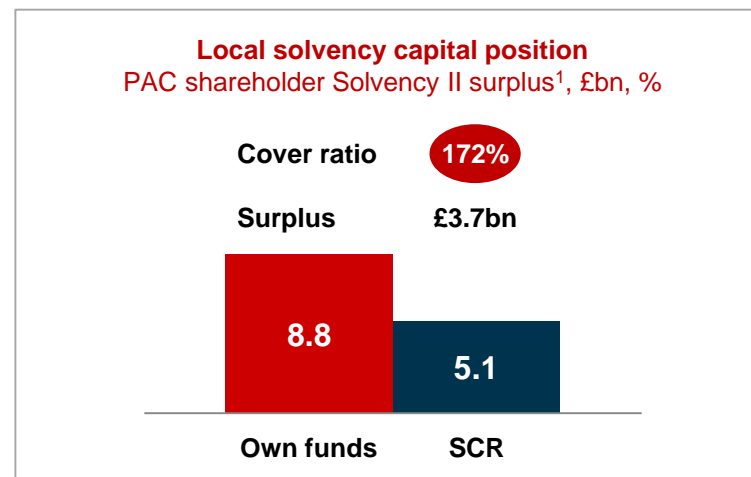 Local solvency capital position
PAC shareholder Solvency II surplus¹, £bn, %
Cover ratio 172%
Surplus £3.7bn
8.8
5.1
Own funds SCR